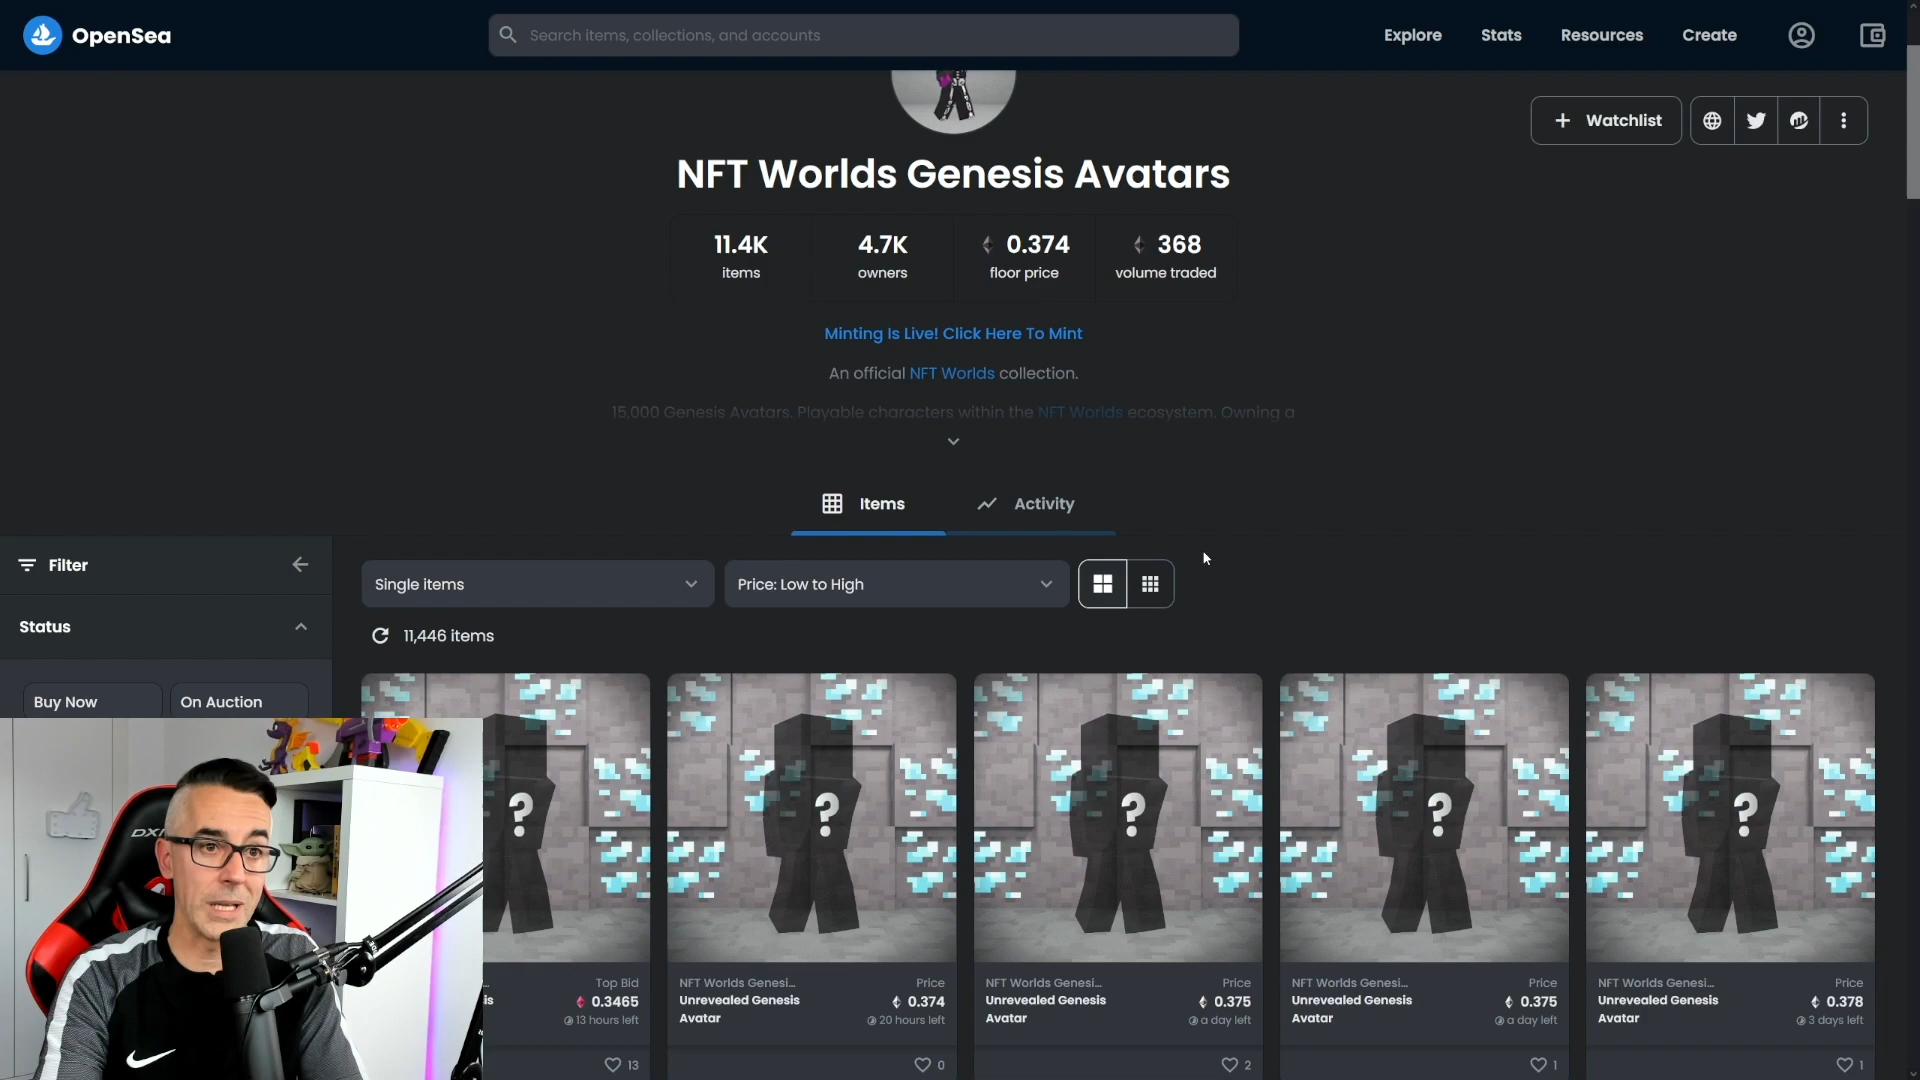 OpenSea
Search items, collections, and accounts
Explore
Stats
Resources
Create
+ Watchlist
NFT Worlds Genesis Avatars
11.4K
items
4.7K
owners
0.374
floor price
368
volume traded
Minting Is Live! Click Here To Mint
An official NFT Worlds collection.
15,000 Genesis Avatars. Playable characters within the NFT Worlds ecosystem. Owning a
Items
Activity
Filter
Status
Buy Now
On Auction
Single items
Price: Low to High
11,446 items
?
?
?
?
?
DXR
is
Top Bid
0.3465
13 hours left
13
NFT Worlds Genesi...
Unrevealed Genesis
Avatar
Price
0.374
20 hours left
0
NFT Worlds Genesi...
Unrevealed Genesis
Avatar
Price
0.375
a day left
2
NFT Worlds Genesi...
Unrevealed Genesis
Avatar
Price
0.375
a day left
1
NFT Worlds Genesi...
Unrevealed Genesis
Avatar
Price
0.378
3 days left
1